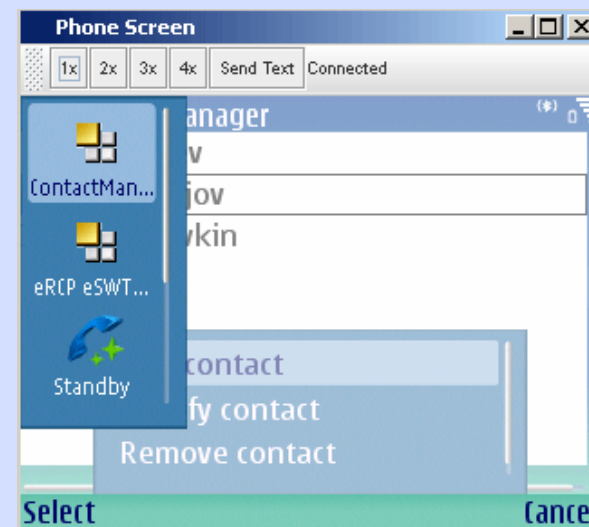 Phone Screen
1x 2x 3x 4x Send Text Connected
anager
v
ContactMan...
jov
wkin
eRCP eSWT...
contact
Standby
fy contact
Remove contact
Select Cance